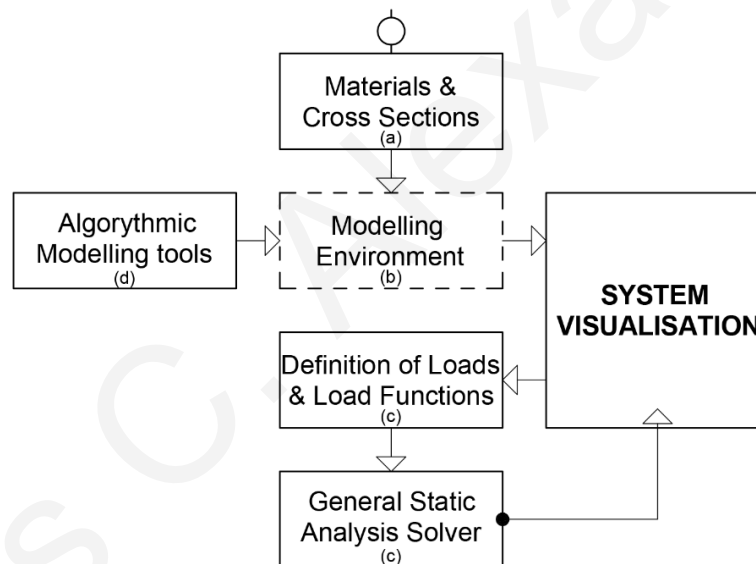 Materials &
Cross Sections
(a)
Algorythmic
Modelling tools
(d)
Modelling
Environment
(b)
SYSTEM
VISUALISATION
Definition of Loads
& Load Functions
(c)
General Static
Analysis Solver
(c)
s C. Alexa